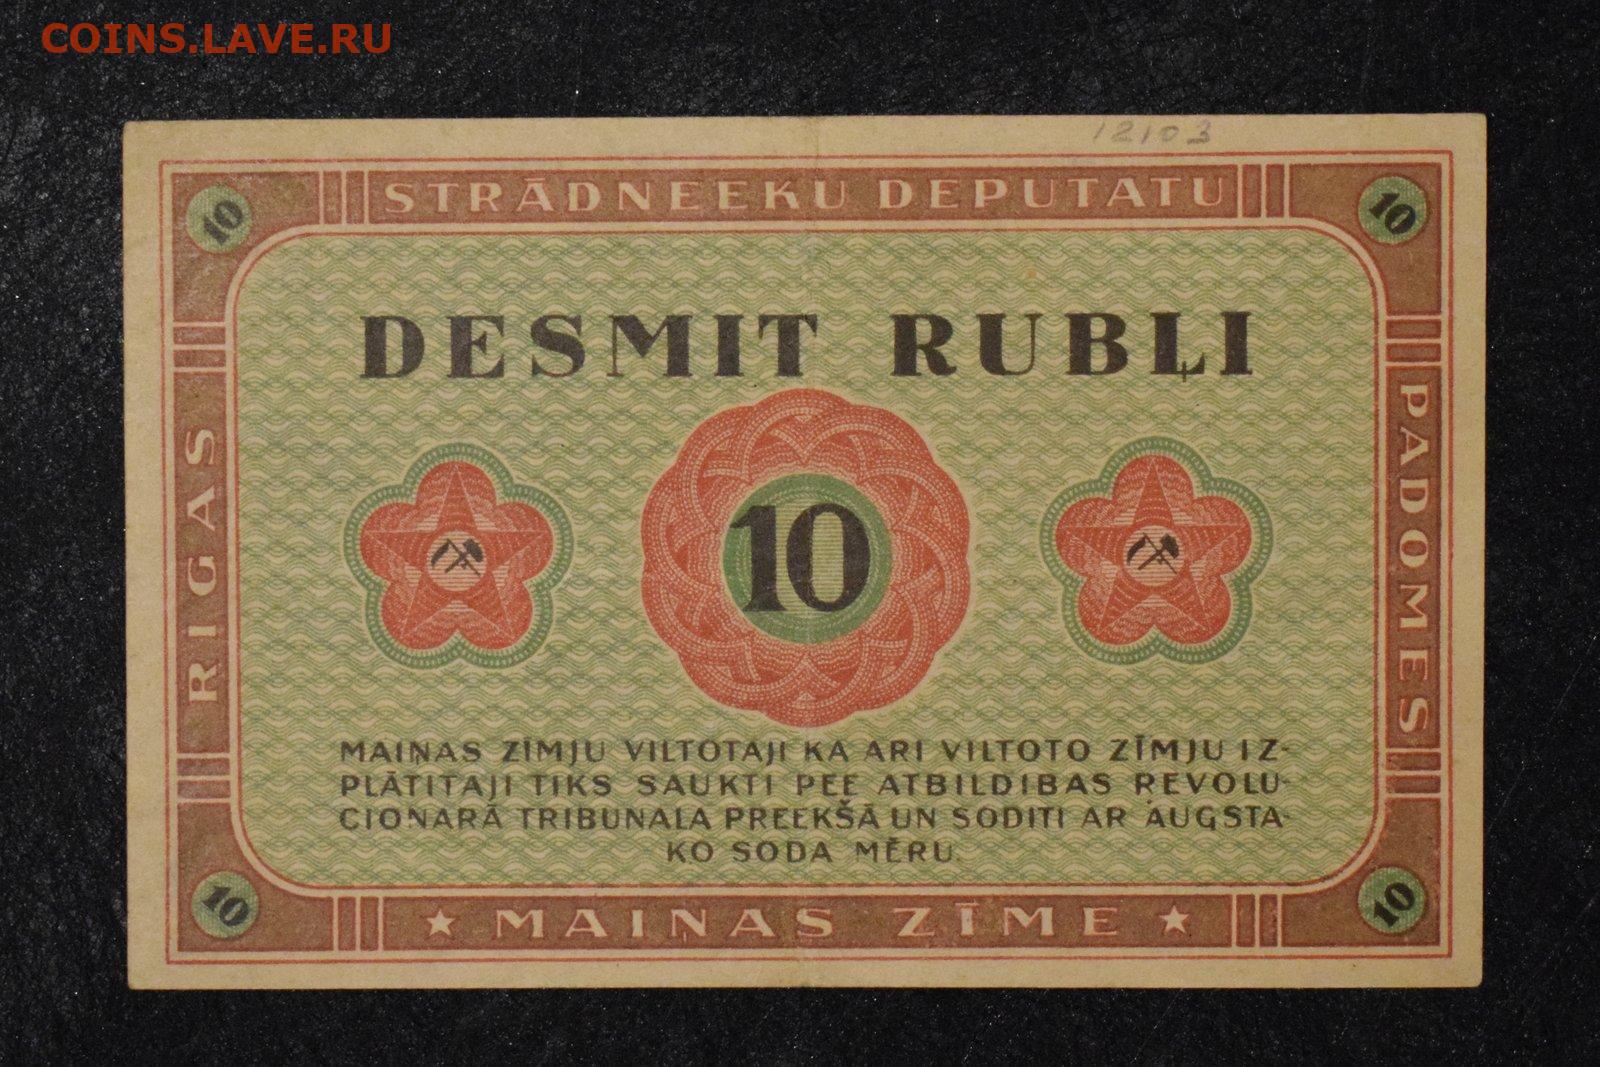 COINS.LAVE.RU
12103
STRĀDNEEKU DEPUTATU
10
10
DESMIT RUBĻI
RIGAS
PADOMES
10
MAIŅAS ZĪMJU VILTOTAJI KA ARI VILTOTO ZĪMJU IZ-
PLĀTITAJI TIKS SAUKTI PEE ATBILDIBAS REVOLU-
CIONARĀ TRIBUNALA PREEKŠĀ UN SODITI AR AUGSTA-
KO SODA MĒRU.
10
10
★ MAIŅAS ZĪME ★